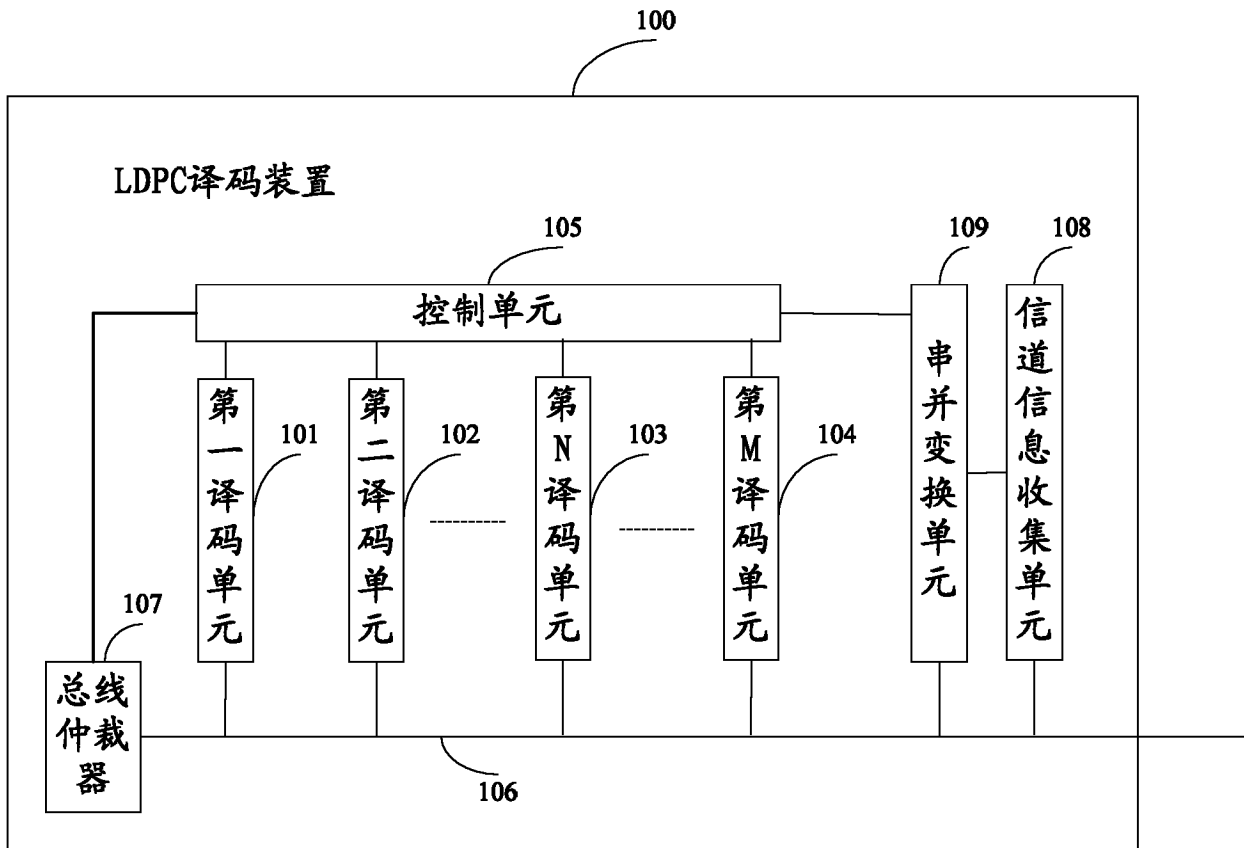 100
LDPC译码装置
105
109
108
控制单元
第一译码单元
101
第二译码单元
102
第N译码单元
103
第M译码单元
104
串并变换单元
信道信息收集单元
107
总线
仲裁
器
106